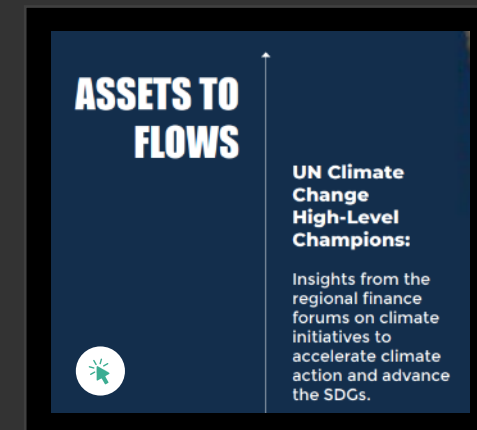 ASSETS TO
FLOWS
UN Climate
Change
High-Level
Champions:
Insights from the
regional finance
forums on climate
initiatives to
accelerate climate
action and advance
the SDGs.